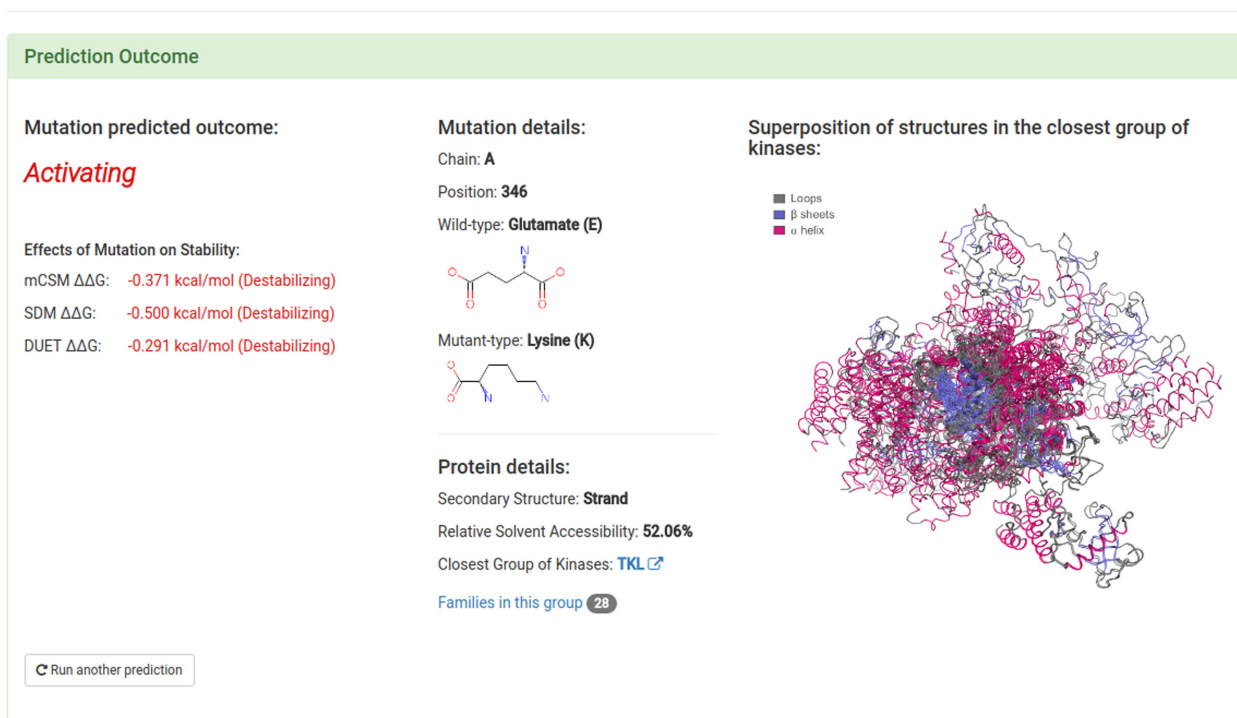 Prediction Outcome
Mutation predicted outcome:
Activating
Effects of Mutation on Stability:
mCSM ΔΔG: -0.371 kcal/mol (Destabilizing)
SDM ΔΔG: -0.500 kcal/mol (Destabilizing)
DUET ΔΔG: -0.291 kcal/mol (Destabilizing)
Run another prediction
Mutation details:
Chain: A
Position: 346
Wild-type: Glutamate (E)
N
O
O
O
O
Mutant-type: Lysine (K)
O
O
N
N
Protein details:
Secondary Structure: Strand
Relative Solvent Accessibility: 52.06%
Closest Group of Kinases: TKL
Families in this group 28
Superposition of structures in the closest group of
kinases:
Loops
β sheets
α helix